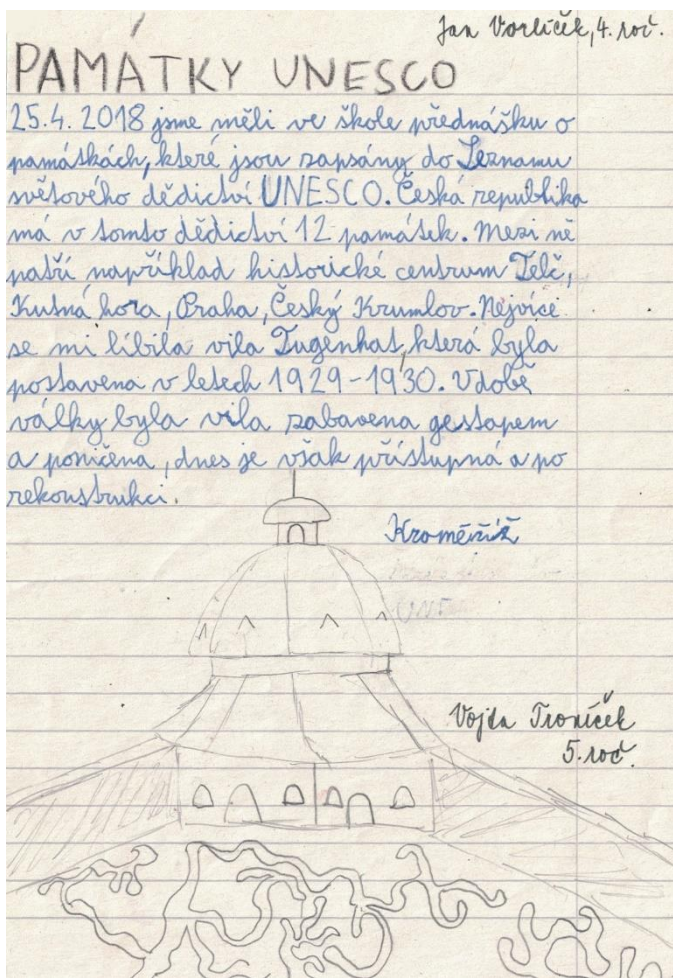 Jan Vorlíček, 4. roč.
PAMÁTKY UNESCO
25.4. 2018 jsme měli ve škole přednášku o
památkách, které jsou zapsány do Seznamu
světového dědictví UNESCO. Česká republika
má v tomto dědictví 12 památek. Mezi ně
patří například historické centrum Telč,
Kutná hora, Praha, Český Krumlov. Nejvíce
se mi líbila vila Tugenhat, která byla
postavena v letech 1929-1930. V době
války byla vila zabavena gestapem
a poničena, dnes je však přístupná a po
rekonstrukci.
Kroměříž
Vojta Troníček
5. roč.